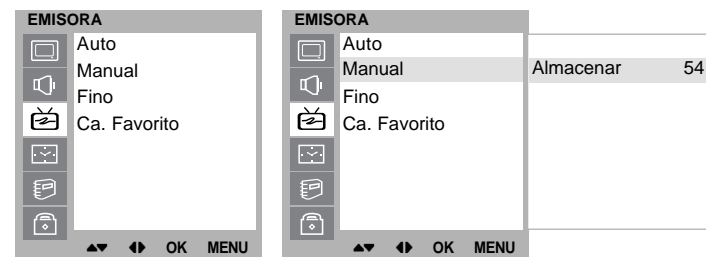 EMISORA
Auto
Manual
Fino
Ca. Favorito
OK MENU
EMISORA
Auto
Manual
Almacenar 54
Fino
Ca. Favorito
OK MENU